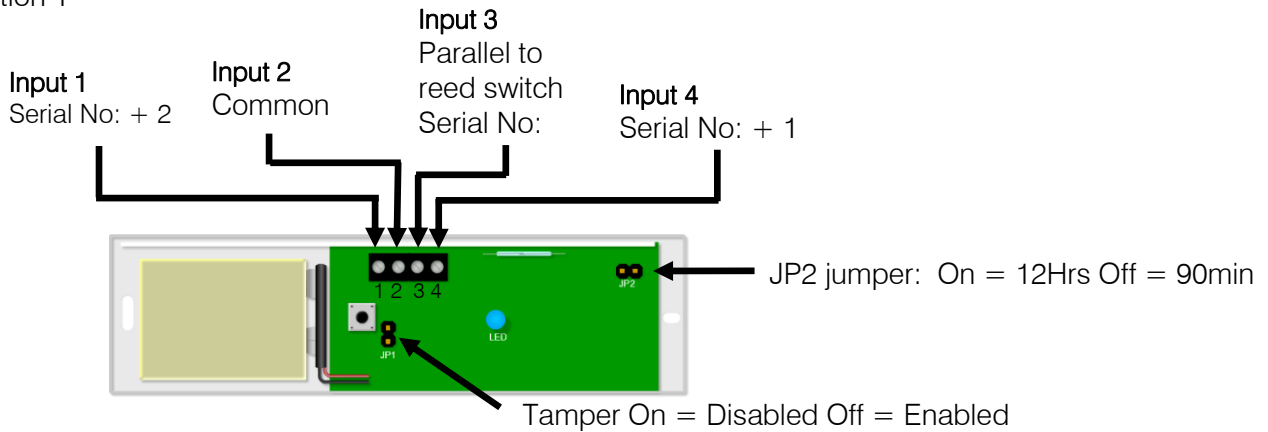 Input 3
Parallel to
reed switch
Serial No:
Input 1
Serial No: + 2
Input 2
Common
Input 4
Serial No: + 1
1 2 3 4
JP2
JP2 jumper: On = 12Hrs Off = 90min
LED
JP1
Tamper On = Disabled Off = Enabled